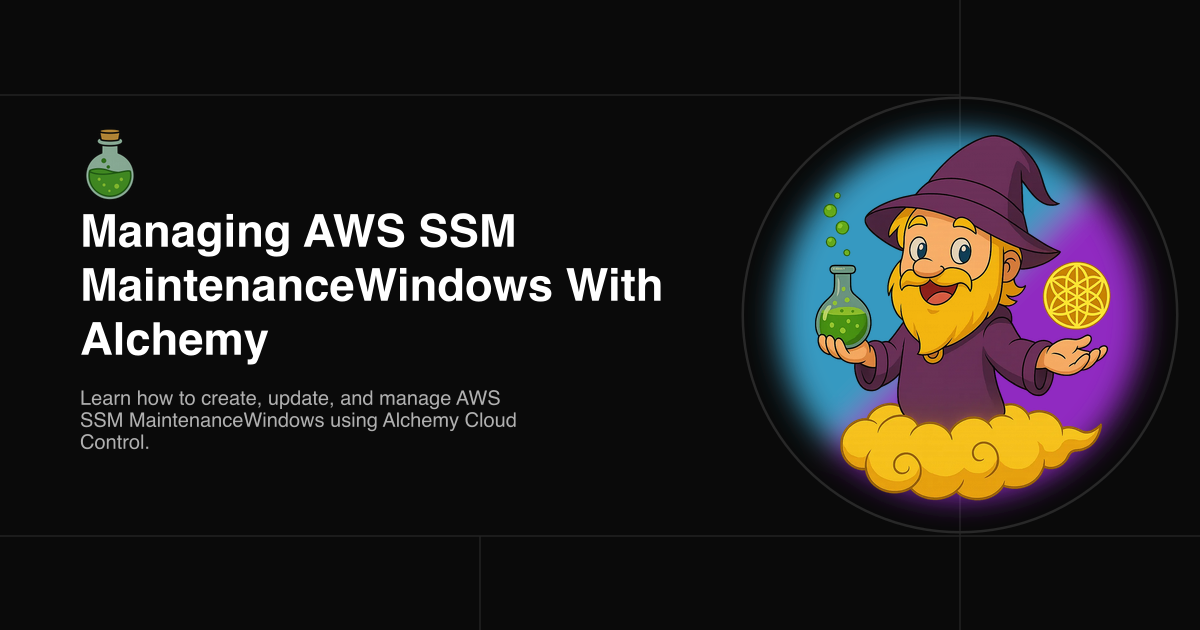 Managing AWS SSM
MaintenanceWindows With
Alchemy
Learn how to create, update, and manage AWS
SSM MaintenanceWindows using Alchemy Cloud
Control.